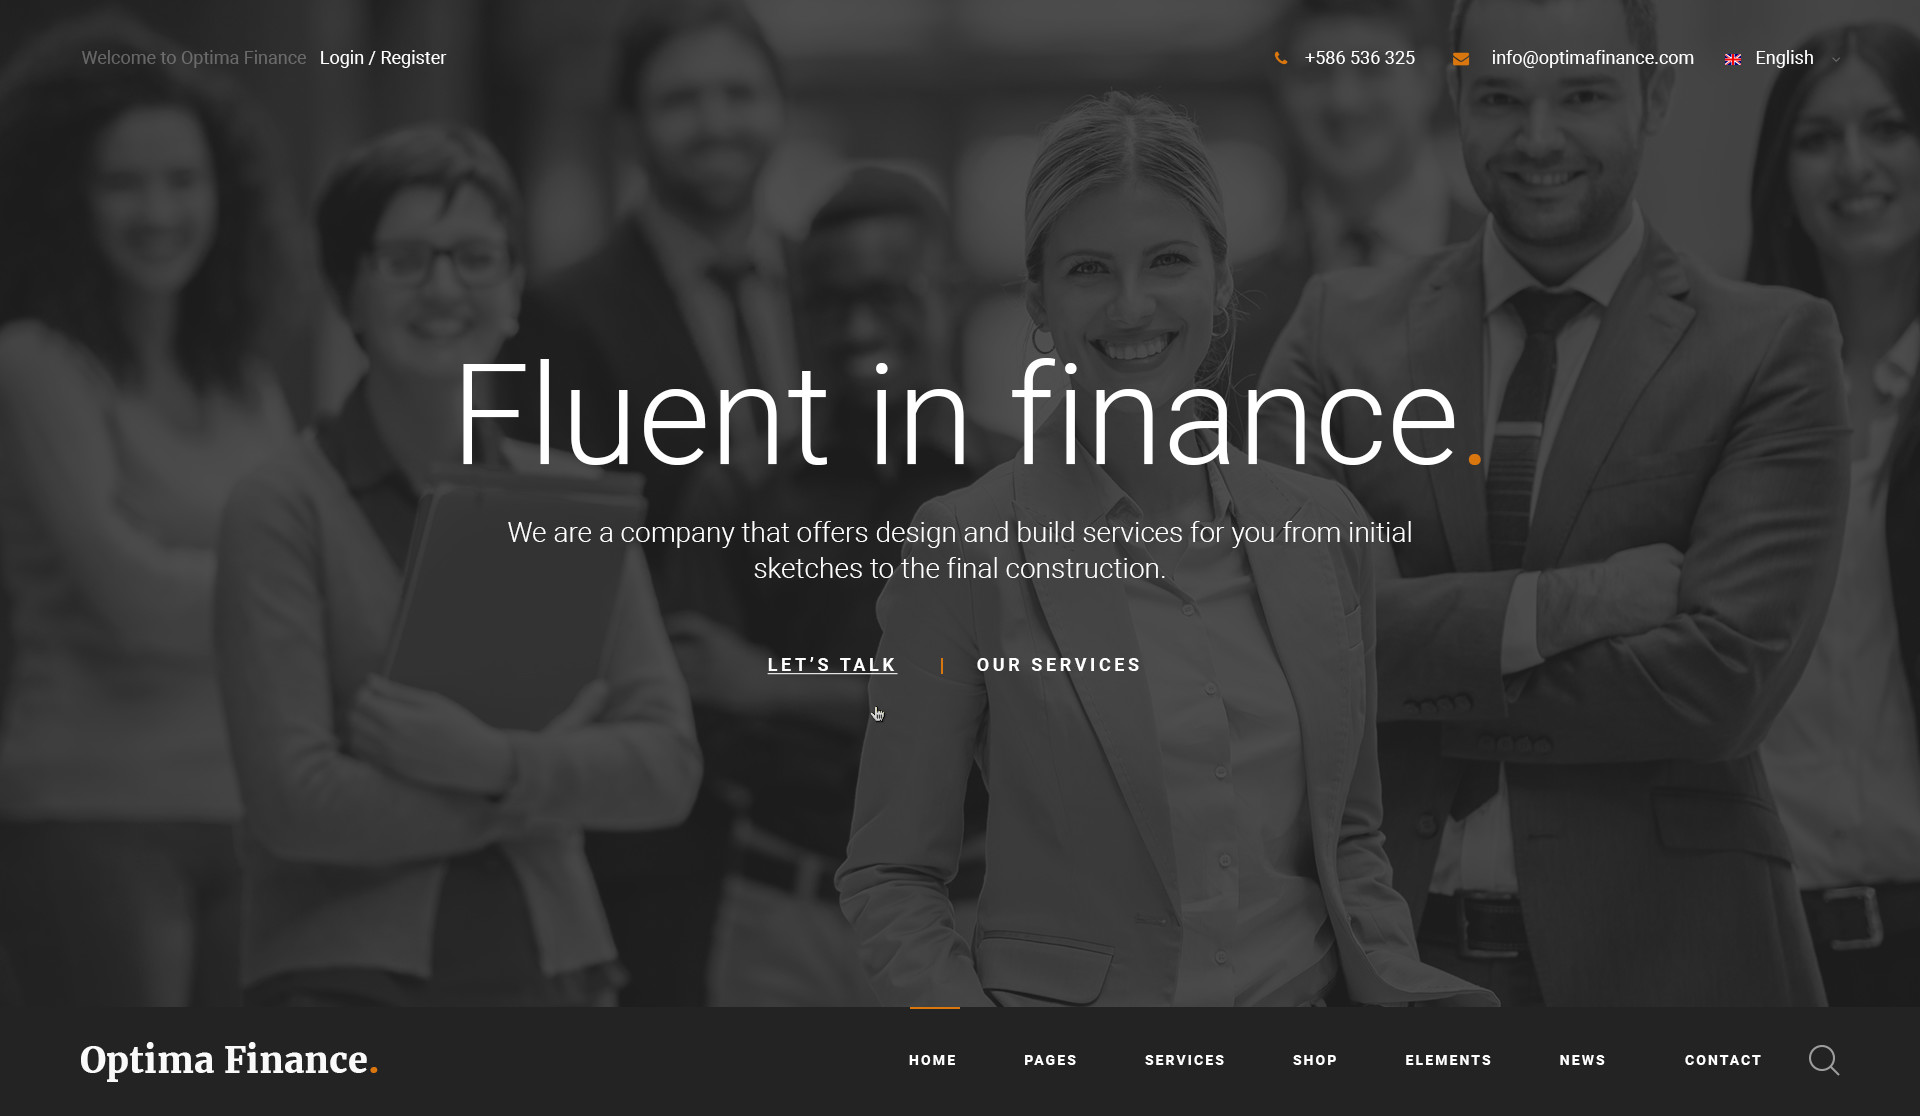 Welcome to Optima Finance Login / Register +586 536 325 info@optimafinance.com English
Fluent in finance.
We are a company that offers design and build services for you from initial
sketches to the final construction.
LET’S TALK | OUR SERVICES
Optima Finance. HOME PAGES SERVICES SHOP ELEMENTS NEWS CONTACT